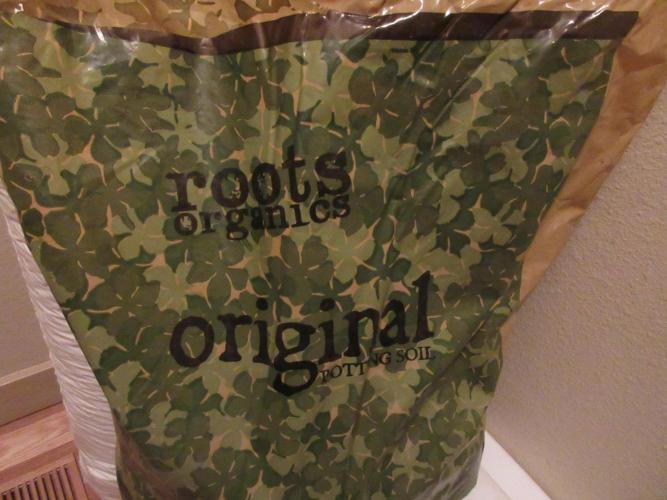 roots
organics
original
POTTING SOIL